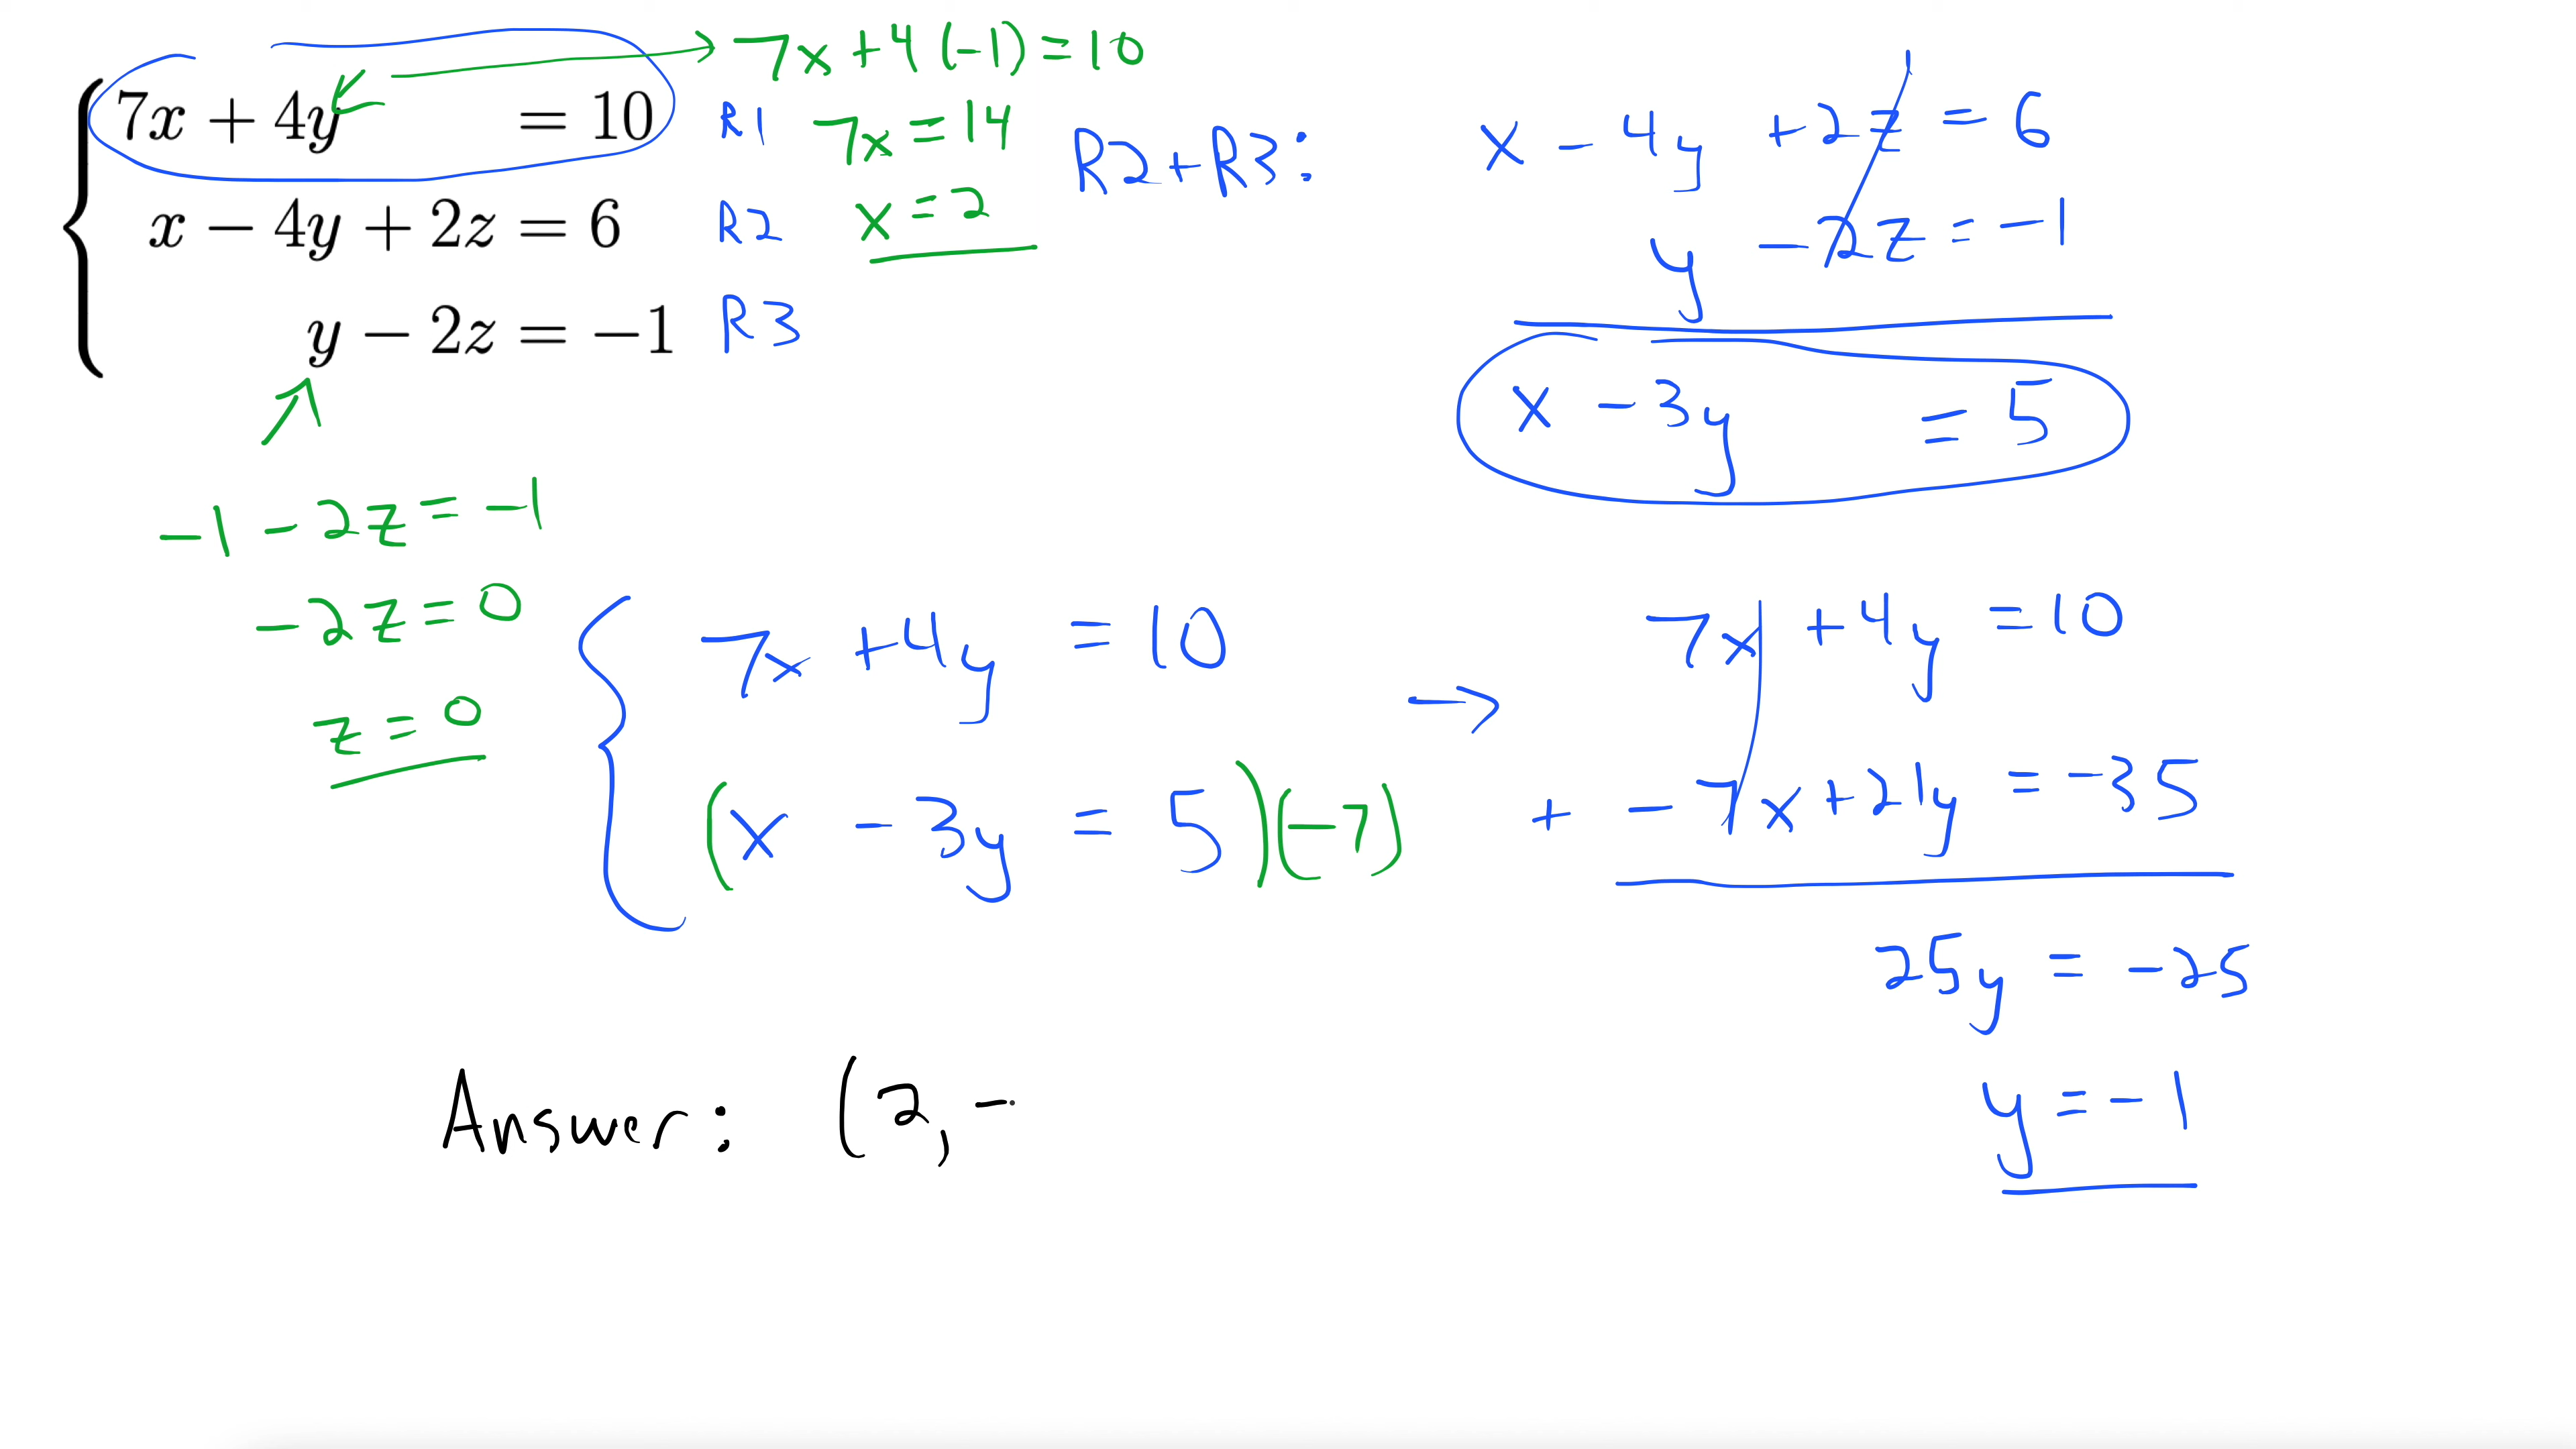 7x + 4y = 10 R1
x − 4y + 2z = 6 R2
y − 2z = −1 R3
7x + 4(-1) = 10
7x = 14
x = 2
R2+R3:
x - 4y + 2z = 6
y - 2z = -1
x - 3y = 5
-1 - 2z = -1
-2z = 0
z = 0
7x + 4y = 10
(x - 3y = 5)(-7)
→
7x + 4y = 10
+ -7x + 21y = -35
25y = -25
y = -1
Answer: (2, -